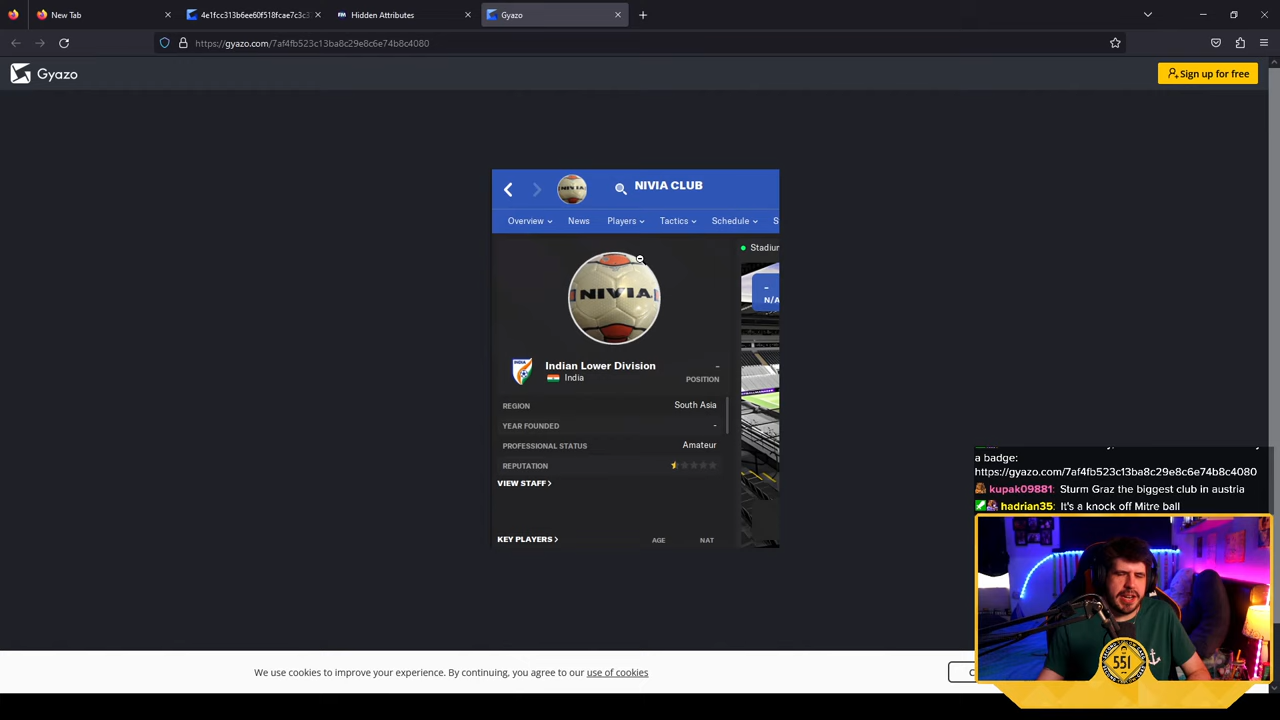 New Tab
4e1fcc313b6ee60f518fcae7c3c3
Hidden Attributes
Gyazo
https://gyazo.com/7af4fb523c13ba8c29e8c6e74b8c4080
Gyazo
Sign up for free
NIVIA CLUB
Overview
News
Players
Tactics
Schedule
S
Stadiun
NIVIA
-
N/A
INDIA
Indian Lower Division
India
-
POSITION
REGION
South Asia
YEAR FOUNDED
-
PROFESSIONAL STATUS
Amateur
REPUTATION
VIEW STAFF
KEY PLAYERS
AGE
NAT
a badge:
https://gyazo.com/7af4fb523c13ba8c29e8c6e74b8c4080
kupak09881: Sturm Graz the biggest club in austria
hadrian35: It's a knock off Mitre ball
551
We use cookies to improve your experience. By continuing, you agree to our use of cookies